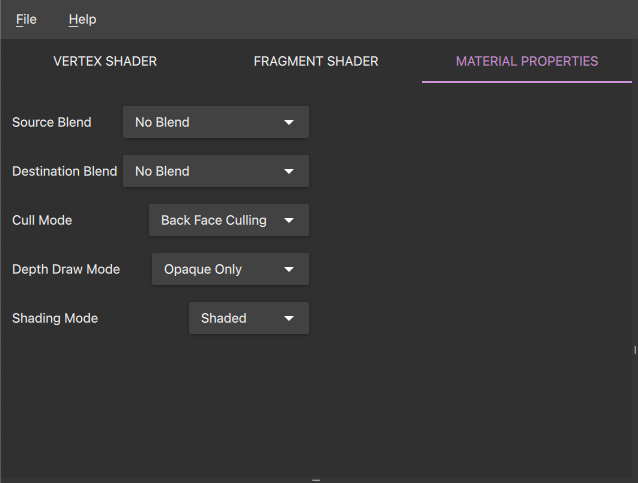 File Help
VERTEX SHADER FRAGMENT SHADER MATERIAL PROPERTIES
Source Blend No Blend
Destination Blend No Blend
Cull Mode Back Face Culling
Depth Draw Mode Opaque Only
Shading Mode Shaded